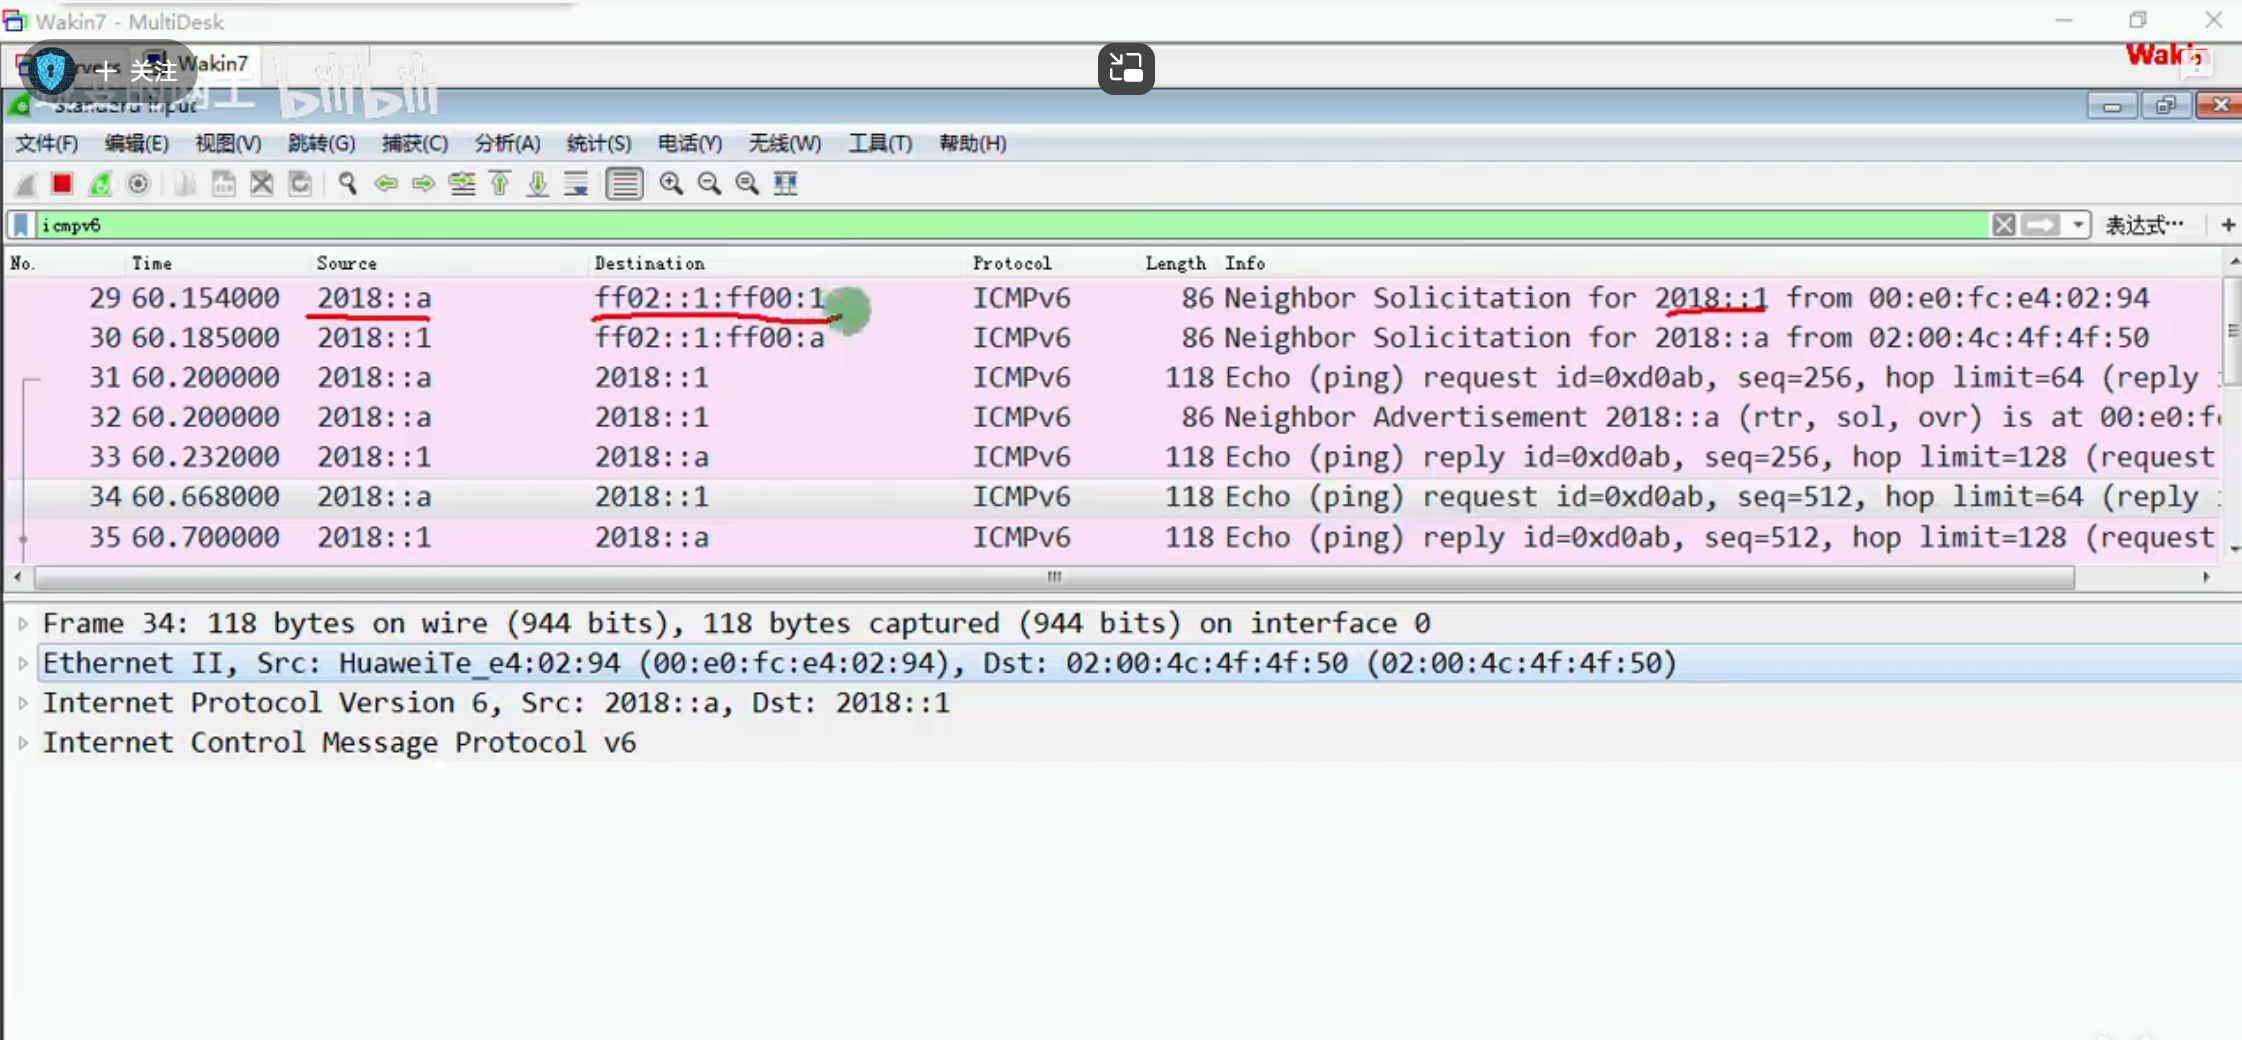 Wakin7 - MultiDesk
Wakin7
+ 关注
bilibili
Standard input
文件(F) 编辑(E) 视图(V) 跳转(G) 捕获(C) 分析(A) 统计(S) 电话(Y) 无线(W) 工具(T) 帮助(H)
icmpv6 表达式… +
No. Time Source Destination Protocol Length Info
29 60.154000 2018::a ff02::1:ff00:1 ICMPv6 86 Neighbor Solicitation for 2018::1 from 00:e0:fc:e4:02:94
30 60.185000 2018::1 ff02::1:ff00:a ICMPv6 86 Neighbor Solicitation for 2018::a from 02:00:4c:4f:4f:50
31 60.200000 2018::a 2018::1 ICMPv6 118 Echo (ping) request id=0xd0ab, seq=256, hop limit=64 (reply
32 60.200000 2018::a 2018::1 ICMPv6 86 Neighbor Advertisement 2018::a (rtr, sol, ovr) is at 00:e0:f
33 60.232000 2018::1 2018::a ICMPv6 118 Echo (ping) reply id=0xd0ab, seq=256, hop limit=128 (request
34 60.668000 2018::a 2018::1 ICMPv6 118 Echo (ping) request id=0xd0ab, seq=512, hop limit=64 (reply
35 60.700000 2018::1 2018::a ICMPv6 118 Echo (ping) reply id=0xd0ab, seq=512, hop limit=128 (request
Frame 34: 118 bytes on wire (944 bits), 118 bytes captured (944 bits) on interface 0
Ethernet II, Src: HuaweiTe_e4:02:94 (00:e0:fc:e4:02:94), Dst: 02:00:4c:4f:4f:50 (02:00:4c:4f:4f:50)
Internet Protocol Version 6, Src: 2018::a, Dst: 2018::1
Internet Control Message Protocol v6